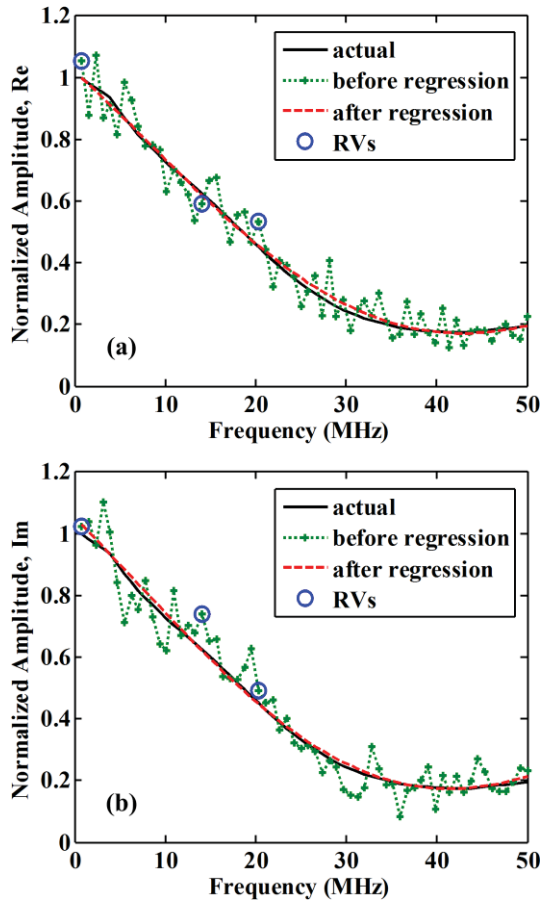 1.2
1
0.8
0.6
0.4
0.2
0
Normalized Amplitude, Re
actual
before regression
after regression
RVs
(a)
0 10 20 30 40 50
Frequency (MHz)
1.2
1
0.8
0.6
0.4
0.2
0
Normalized Amplitude, Im
actual
before regression
after regression
RVs
(b)
0 10 20 30 40 50
Frequency (MHz)